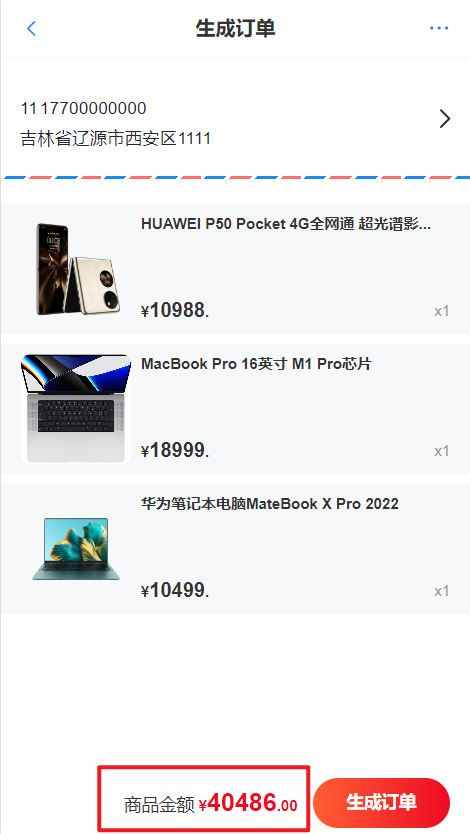 生成订单
11 17700000000
吉林省辽源市西安区1111
HUAWEI P50 Pocket 4G全网通 超光谱影...
¥10988.
x1
MacBook Pro 16英寸 M1 Pro芯片
¥18999.
x1
华为笔记本电脑MateBook X Pro 2022
¥10499.
x1
商品金额 ¥40486.00
生成订单